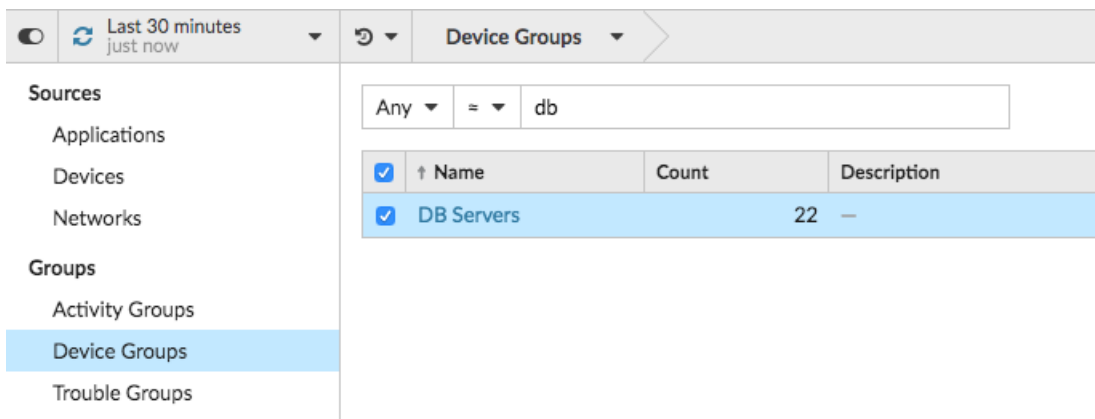 Last 30 minutes
just now
Device Groups
Sources
Applications
Devices
Networks
Groups
Activity Groups
Device Groups
Trouble Groups
Any ≈ db
↑ Name Count Description
DB Servers 22 —